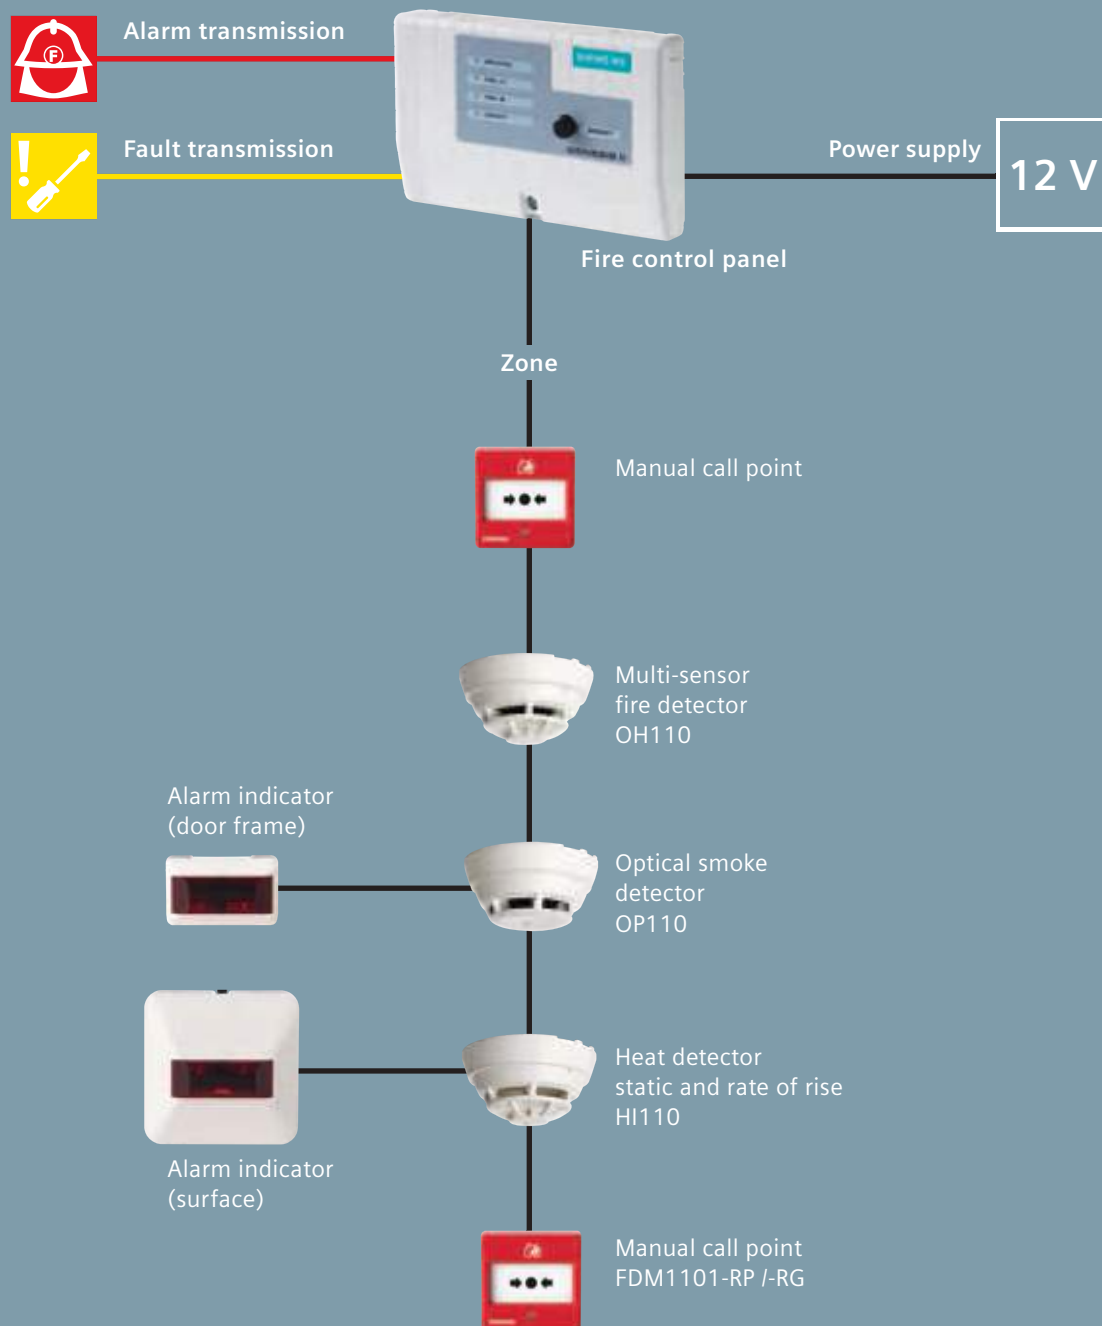 Alarm transmission
F
Fault transmission
Power supply
12 V
Fire control panel
Zone
Manual call point
Multi-sensor
fire detector
OH110
Alarm indicator
(door frame)
Optical smoke
detector
OP110
Heat detector
static and rate of rise
HI110
Alarm indicator
(surface)
Manual call point
FDM1101-RP /-RG